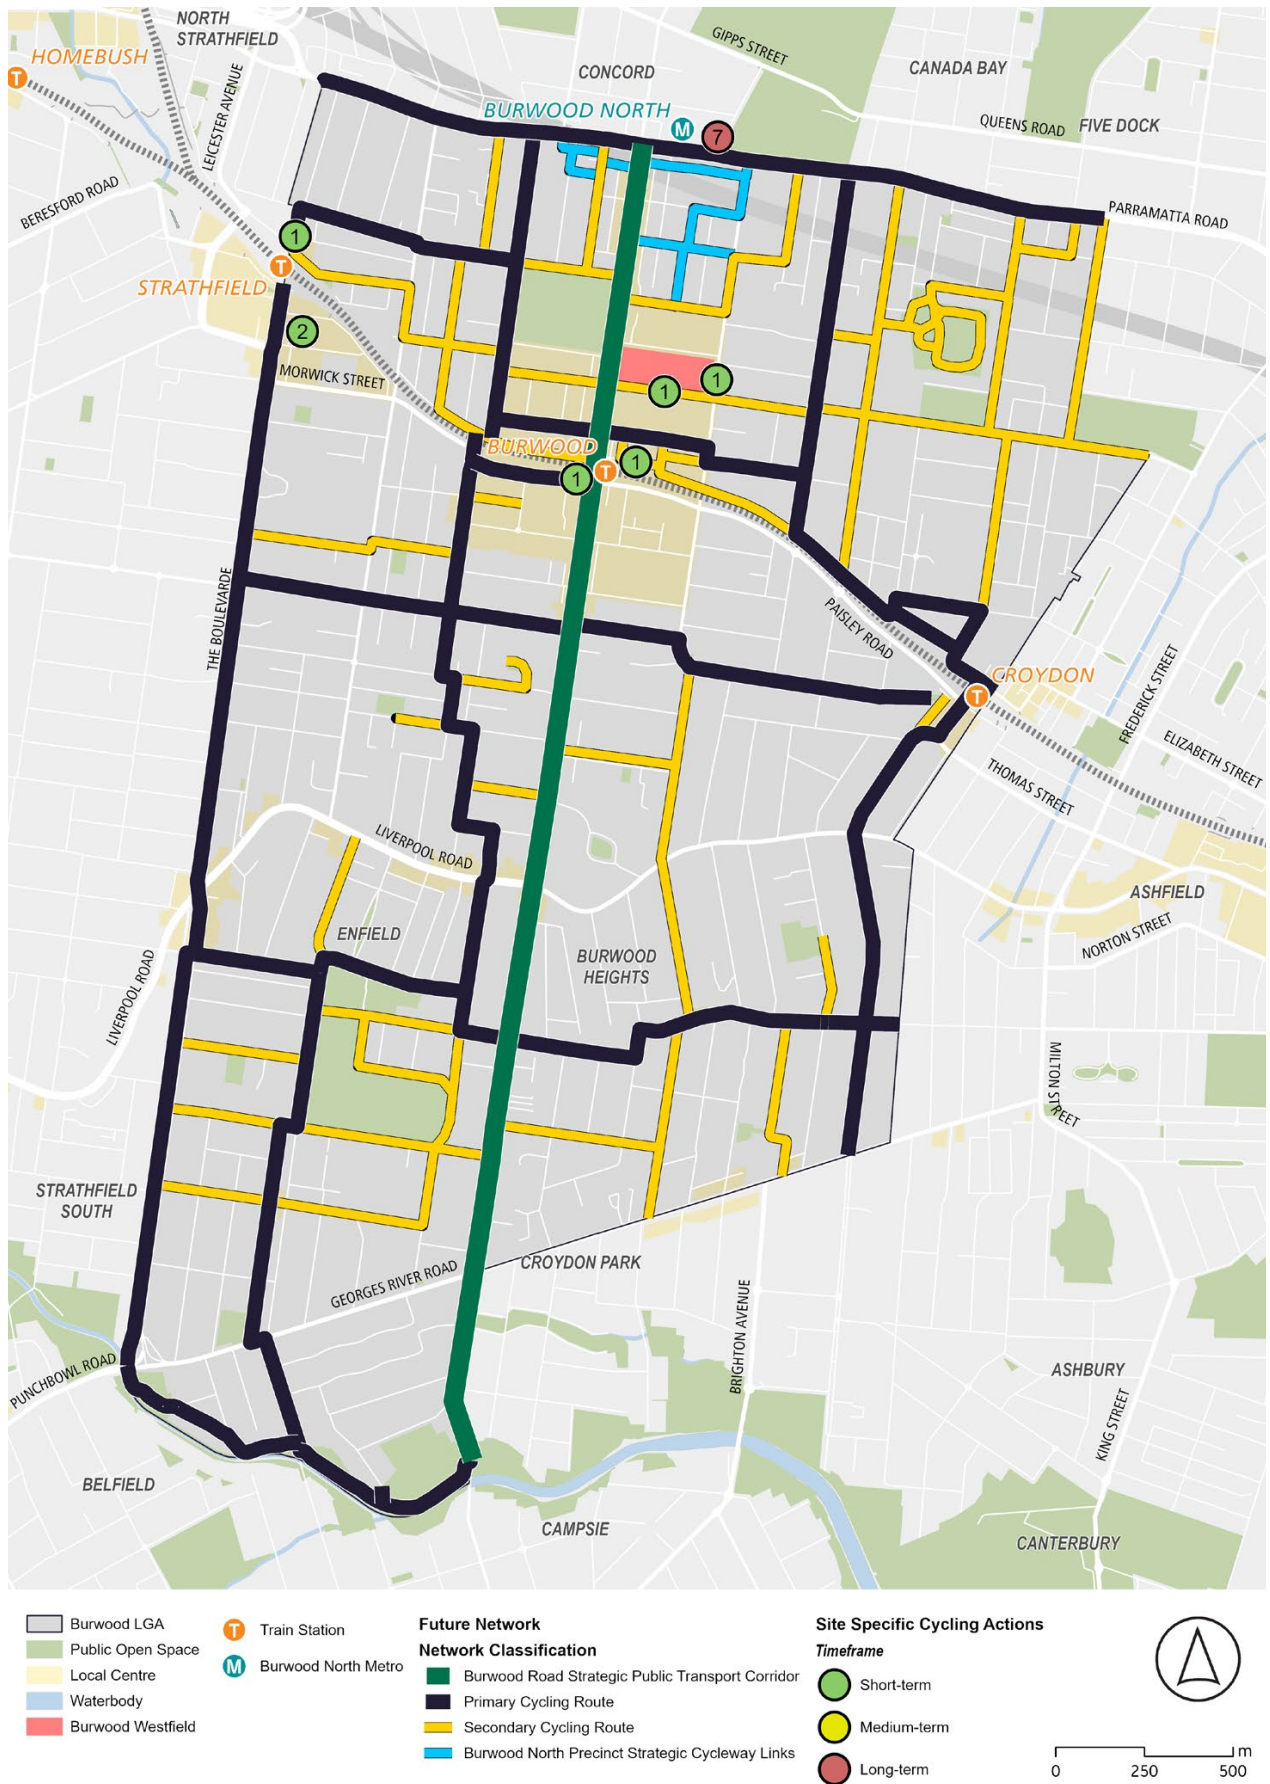 NORTH
STRATHFIELD
HOMEBUSH
T
LEICESTER AVENUE
GIPPS STREET
CONCORD
CANADA BAY
BURWOOD NORTH
M
7
QUEENS ROAD
FIVE DOCK
BERESFORD ROAD
PARRAMATTA ROAD
1
T
STRATHFIELD
2
MORWICK STREET
1
1
BURWOOD
T
1
1
THE BOULEVARDE
PAISLEY ROAD
CROYDON
T
FREDERICK STREET
ELIZABETH STREET
THOMAS STREET
LIVERPOOL ROAD
ASHFIELD
NORTON STREET
ENFIELD
BURWOOD
HEIGHTS
LIVERPOOL ROAD
MILTON STREET
STRATHFIELD
SOUTH
GEORGES RIVER ROAD
CROYDON PARK
BRIGHTON AVENUE
PUNCHBOWL ROAD
ASHBURY
KING STREET
BELFIELD
CAMPSIE
CANTERBURY
Burwood LGA
Public Open Space
Local Centre
Waterbody
Burwood Westfield
T Train Station
M Burwood North Metro
Future Network
Network Classification
Burwood Road Strategic Public Transport Corridor
Primary Cycling Route
Secondary Cycling Route
Burwood North Precinct Strategic Cycleway Links
Site Specific Cycling Actions
Timeframe
Short-term
Medium-term
Long-term
m
0 250 500